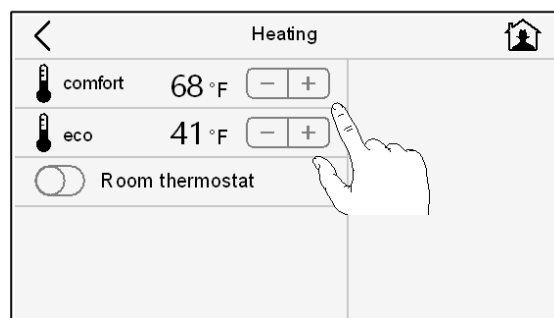 Heating
comfort 68 °F − +
eco 41 °F − +
Room thermostat